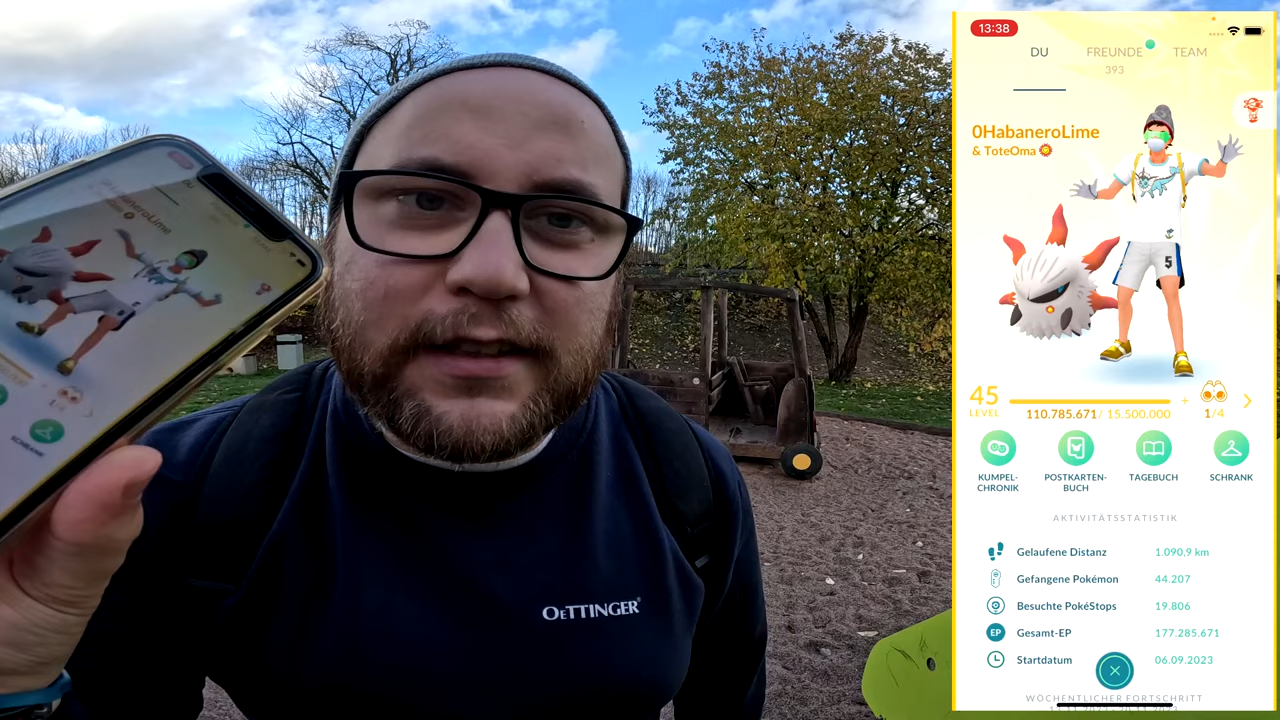 13:38
DU
FREUNDE
TEAM
393
0HabaneroLime
& ToteOma
5
45
LEVEL
110.785.671/ 15.500.000
+
1/4
KUMPEL-
CHRONIK
POSTKARTEN-
BUCH
TAGEBUCH
SCHRANK
AKTIVITÄTSSTATISTIK
Gelaufene Distanz 1.090,9 km
Gefangene Pokémon 44.207
Besuchte PokéStops 19.806
EP Gesamt-EP 177.285.671
Startdatum 06.09.2023
WÖCHENTLICHER FORTSCHRITT
OeTTINGER®
aneroLime
SCHRANK